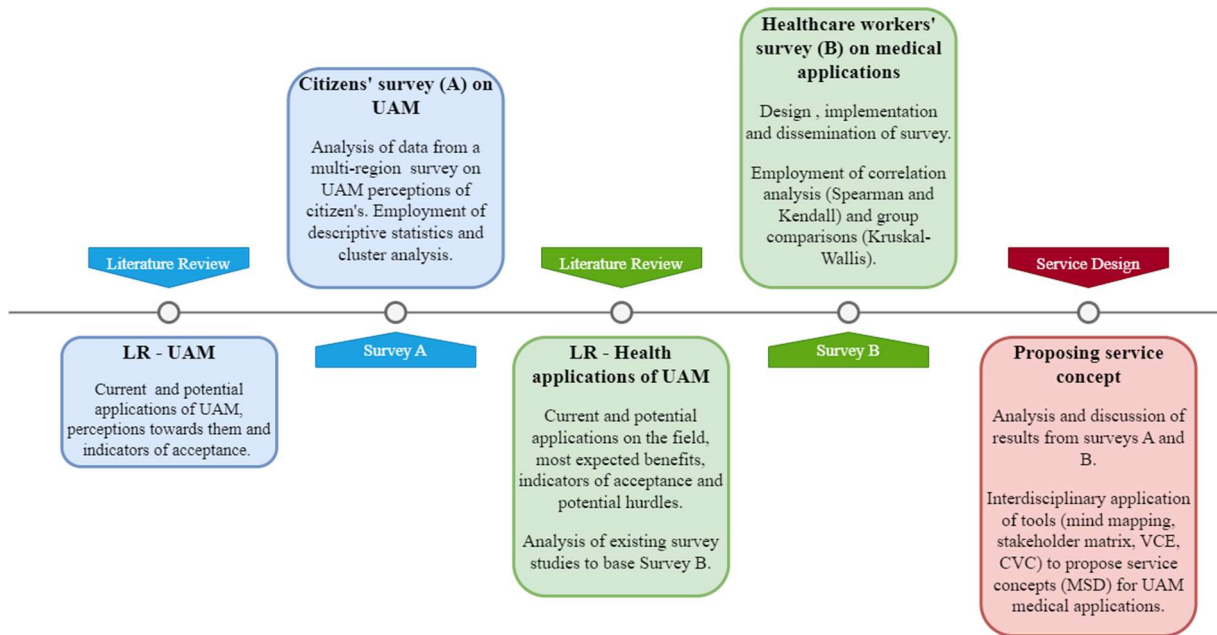 Literature Review
LR - UAM
Current and potential
applications of UAM,
perceptions towards them and
indicators of acceptance.
Citizens' survey (A) on
UAM
Analysis of data from a
multi-region survey on
UAM perceptions of
citizen's. Employment of
descriptive statistics and
cluster analysis.
Survey A
Literature Review
LR - Health
applications of UAM
Current and potential
applications on the field,
most expected benefits,
indicators of acceptance and
potential hurdles.
Analysis of existing survey
studies to base Survey B.
Healthcare workers'
survey (B) on medical
applications
Design , implementation
and dissemination of survey.
Employment of correlation
analysis (Spearman and
Kendall) and group
comparisons (Kruskal-
Wallis).
Survey B
Service Design
Proposing service
concept
Analysis and discussion of
results from surveys A and
B.
Interdisciplinary application
of tools (mind mapping,
stakeholder matrix, VCE,
CVC) to propose service
concepts (MSD) for UAM
medical applications.